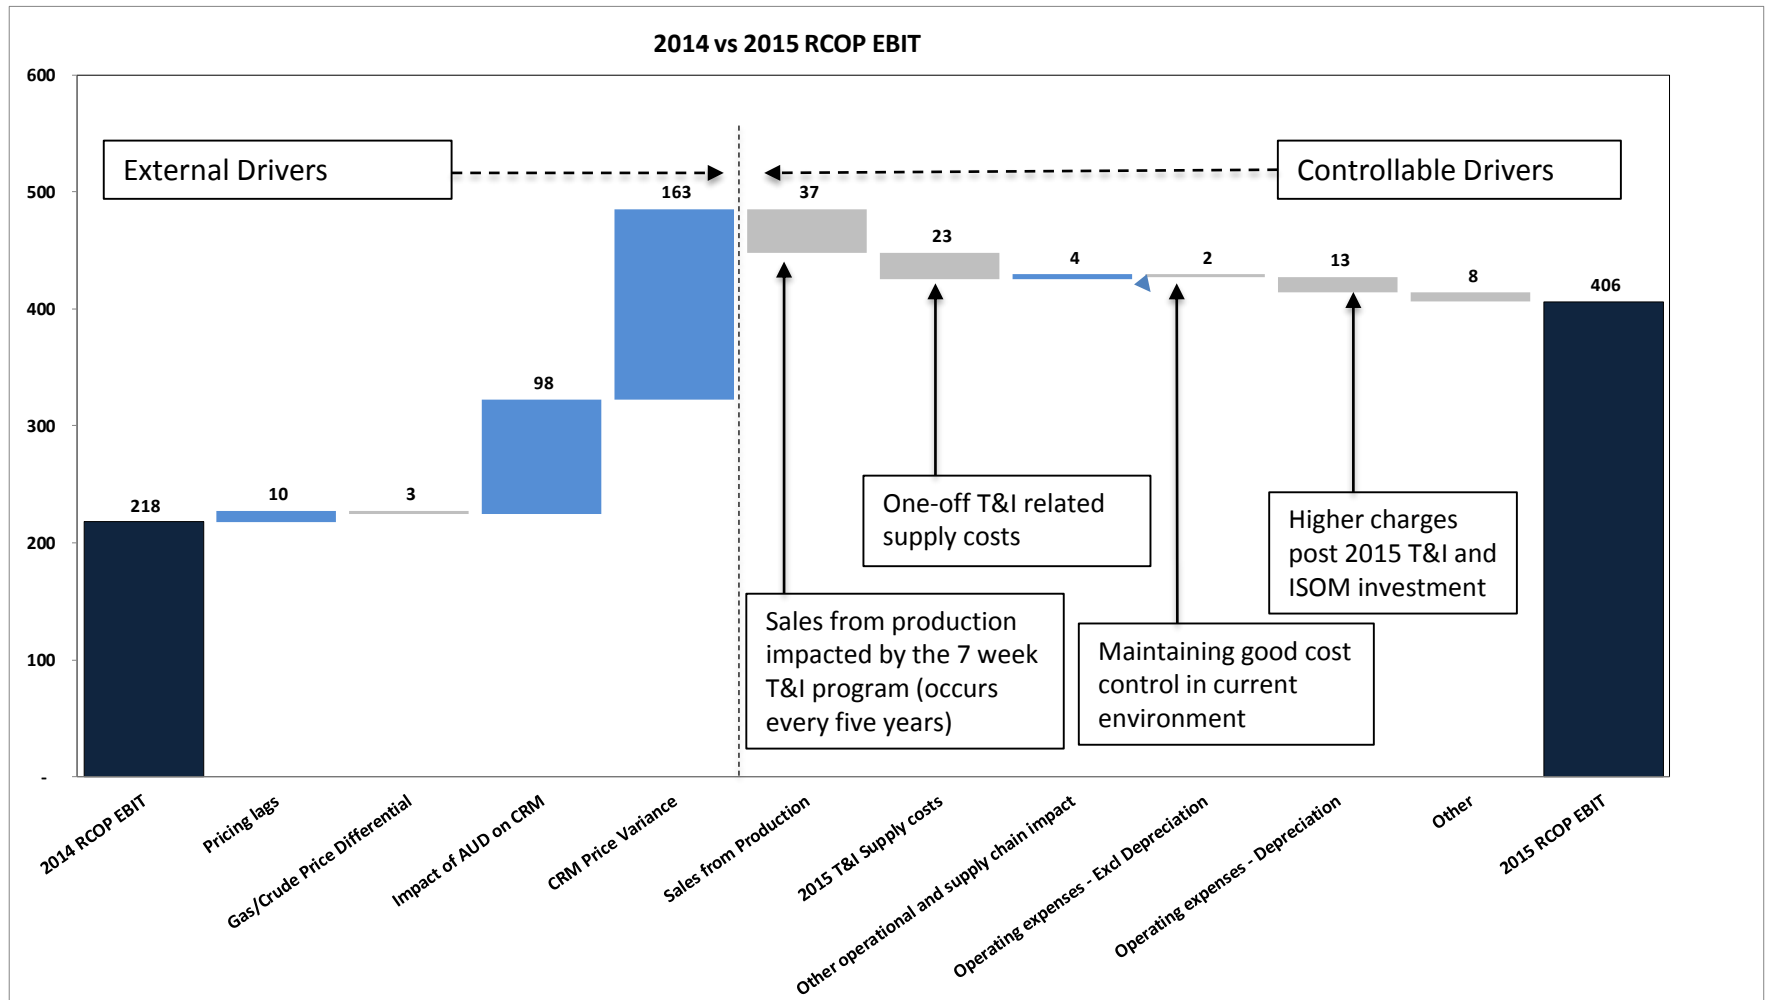 2014 vs 2015 RCOP EBIT
600
500
400
300
200
100
-
External Drivers
Controllable Drivers
218
10
3
98
163
37
23
4
2
13
8
406
One-off T&I related
supply costs
Higher charges
post 2015 T&I and
ISOM investment
Sales from production
impacted by the 7 week
T&I program (occurs
every five years)
Maintaining good cost
control in current
environment
2014 RCOP EBIT
Pricing lags
Gas/Crude Price Differential
Impact of AUD on CRM
CRM Price Variance
Sales from Production
2015 T&I Supply costs
Other operational and supply chain impact
Operating expenses - Excl Depreciation
Operating expenses - Depreciation
Other
2015 RCOP EBIT